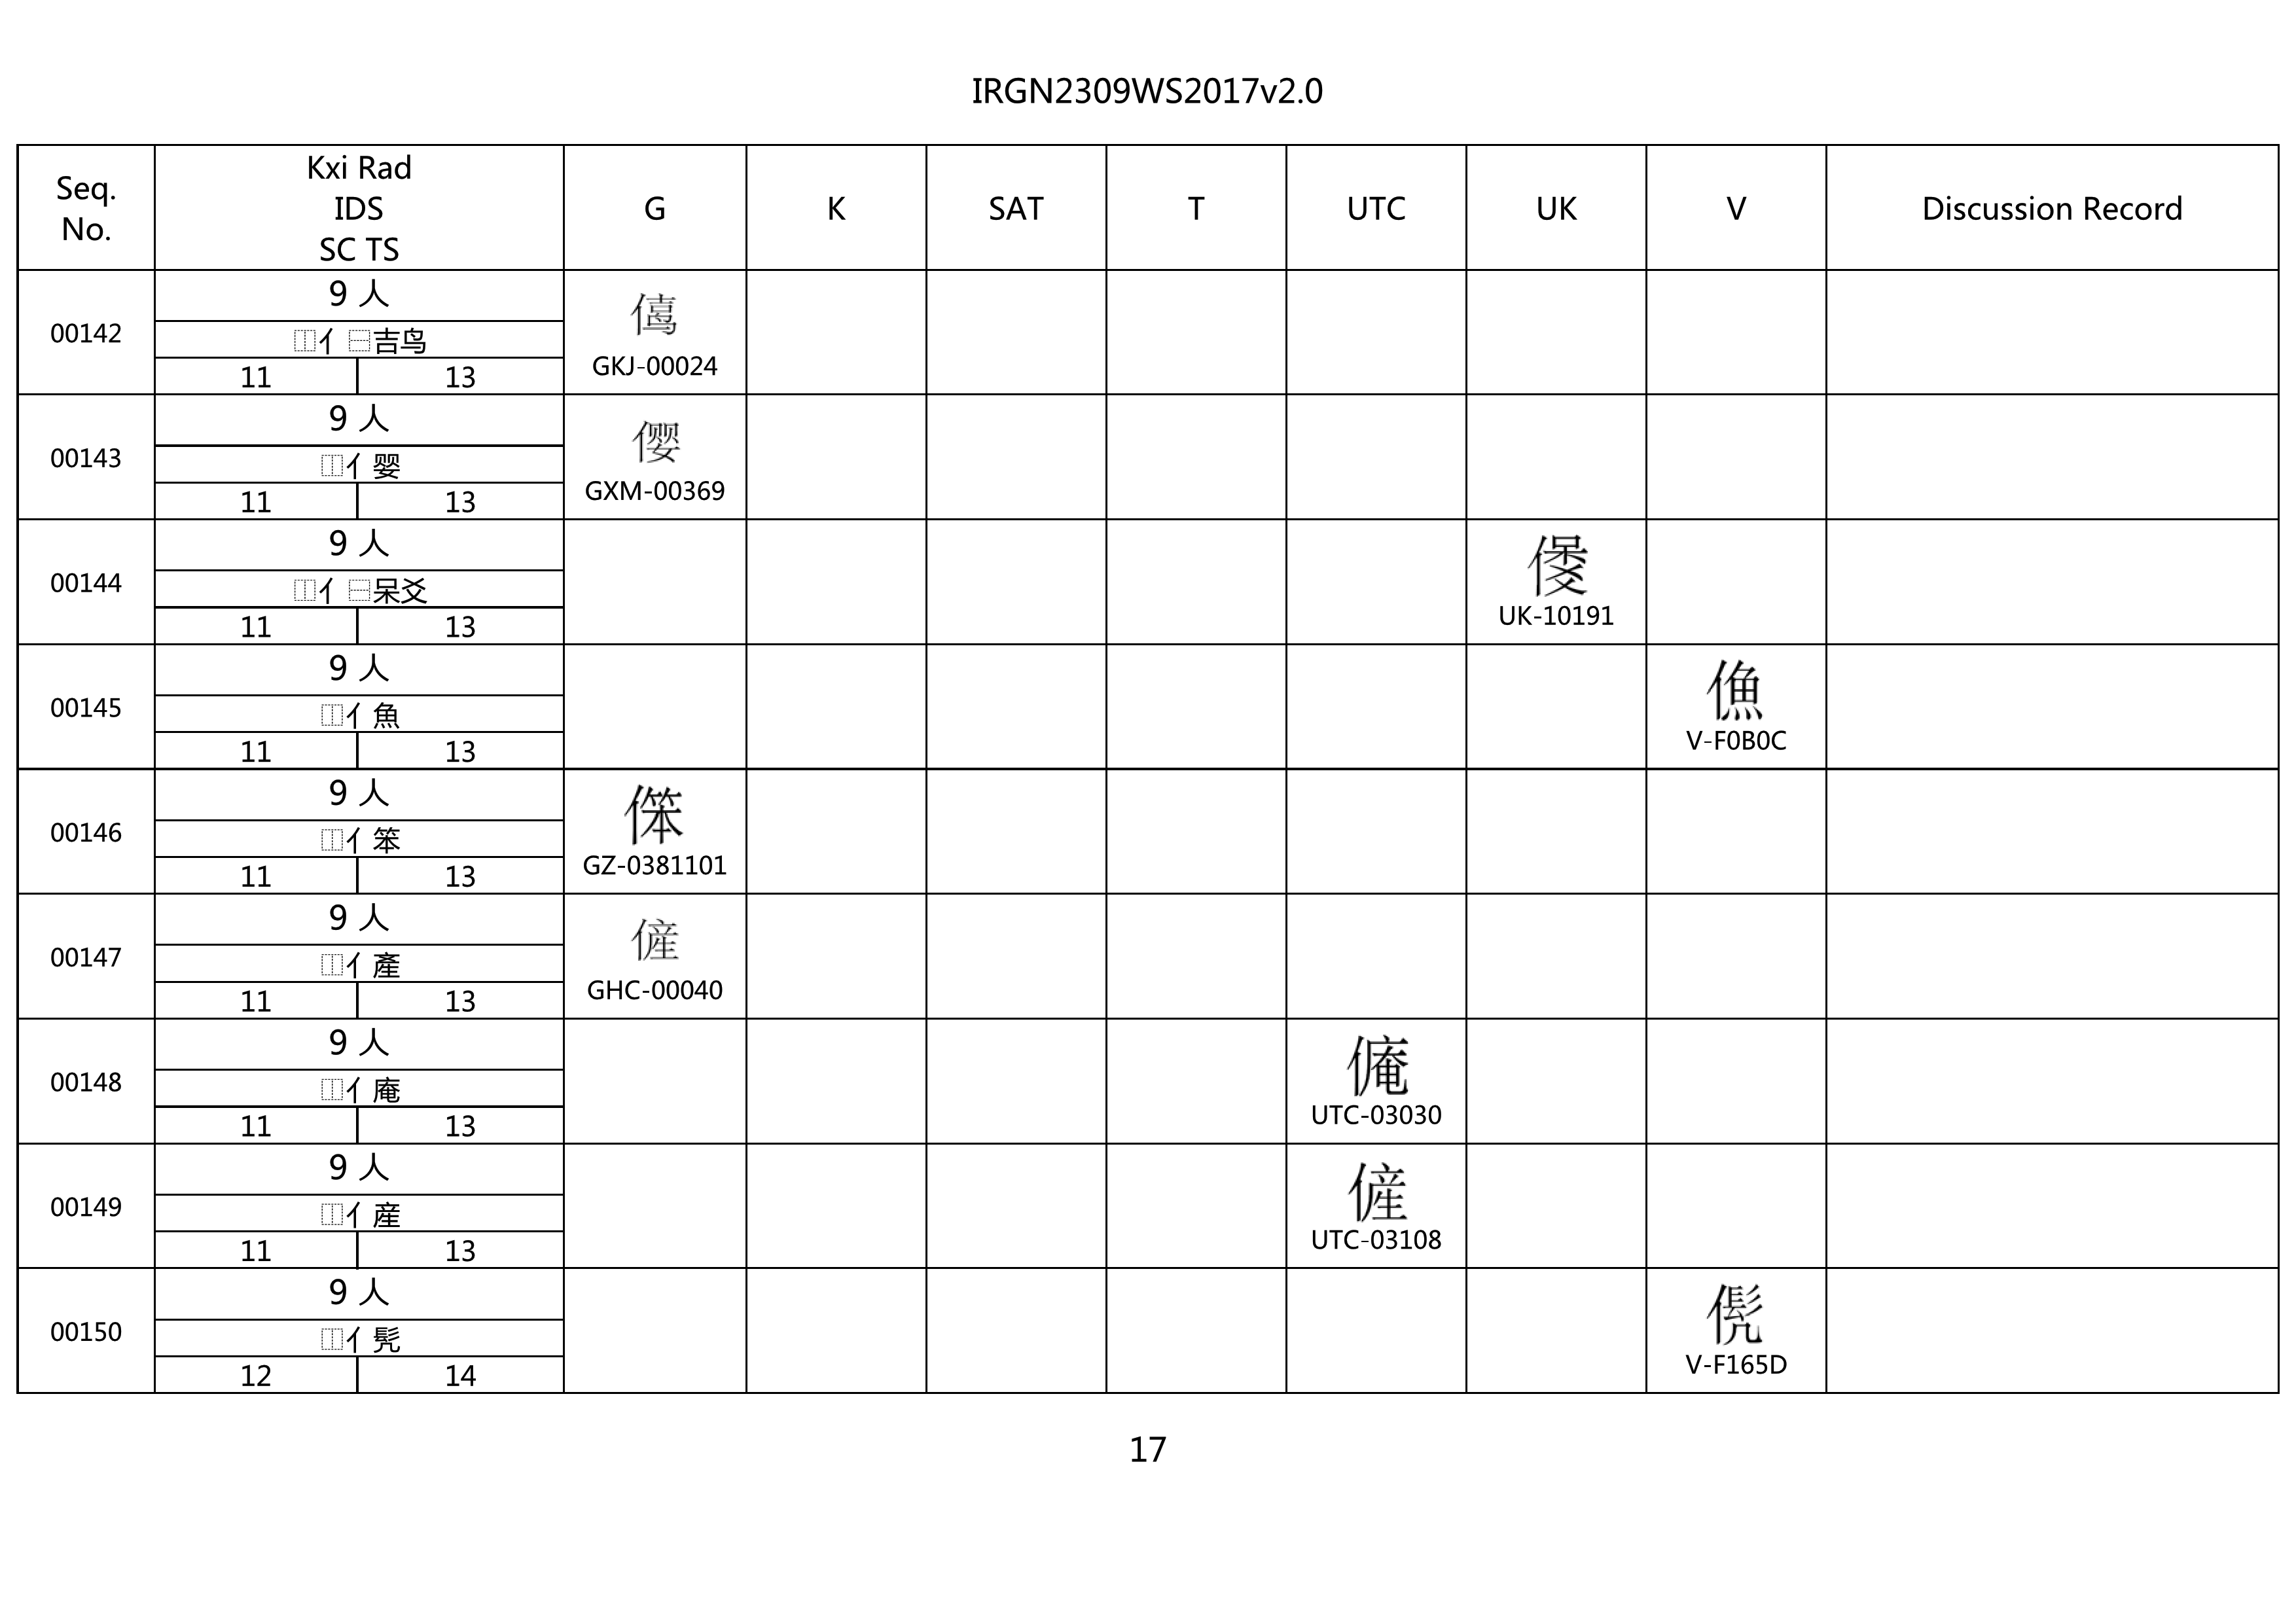 IRGN2309WS2017v2.0
Seq. No.
Kxi Rad
IDS
SC TS
G K SAT T UTC UK V Discussion Record
00142
9 人
⿰亻⿱吉鸟
11 13
GKJ-00024
00143
9 人
⿰亻婴
11 13
GXM-00369
00144
9 人
⿰亻⿱呆爻
11 13
UK-10191
00145
9 人
⿰亻魚
11 13
V-F0B0C
00146
9 人
⿰亻笨
11 13
GZ-0381101
00147
9 人
⿰亻產
11 13
GHC-00040
00148
9 人
⿰亻庵
11 13
UTC-03030
00149
9 人
⿰亻産
11 13
UTC-03108
00150
9 人
⿰亻髠
12 14
V-F165D
17